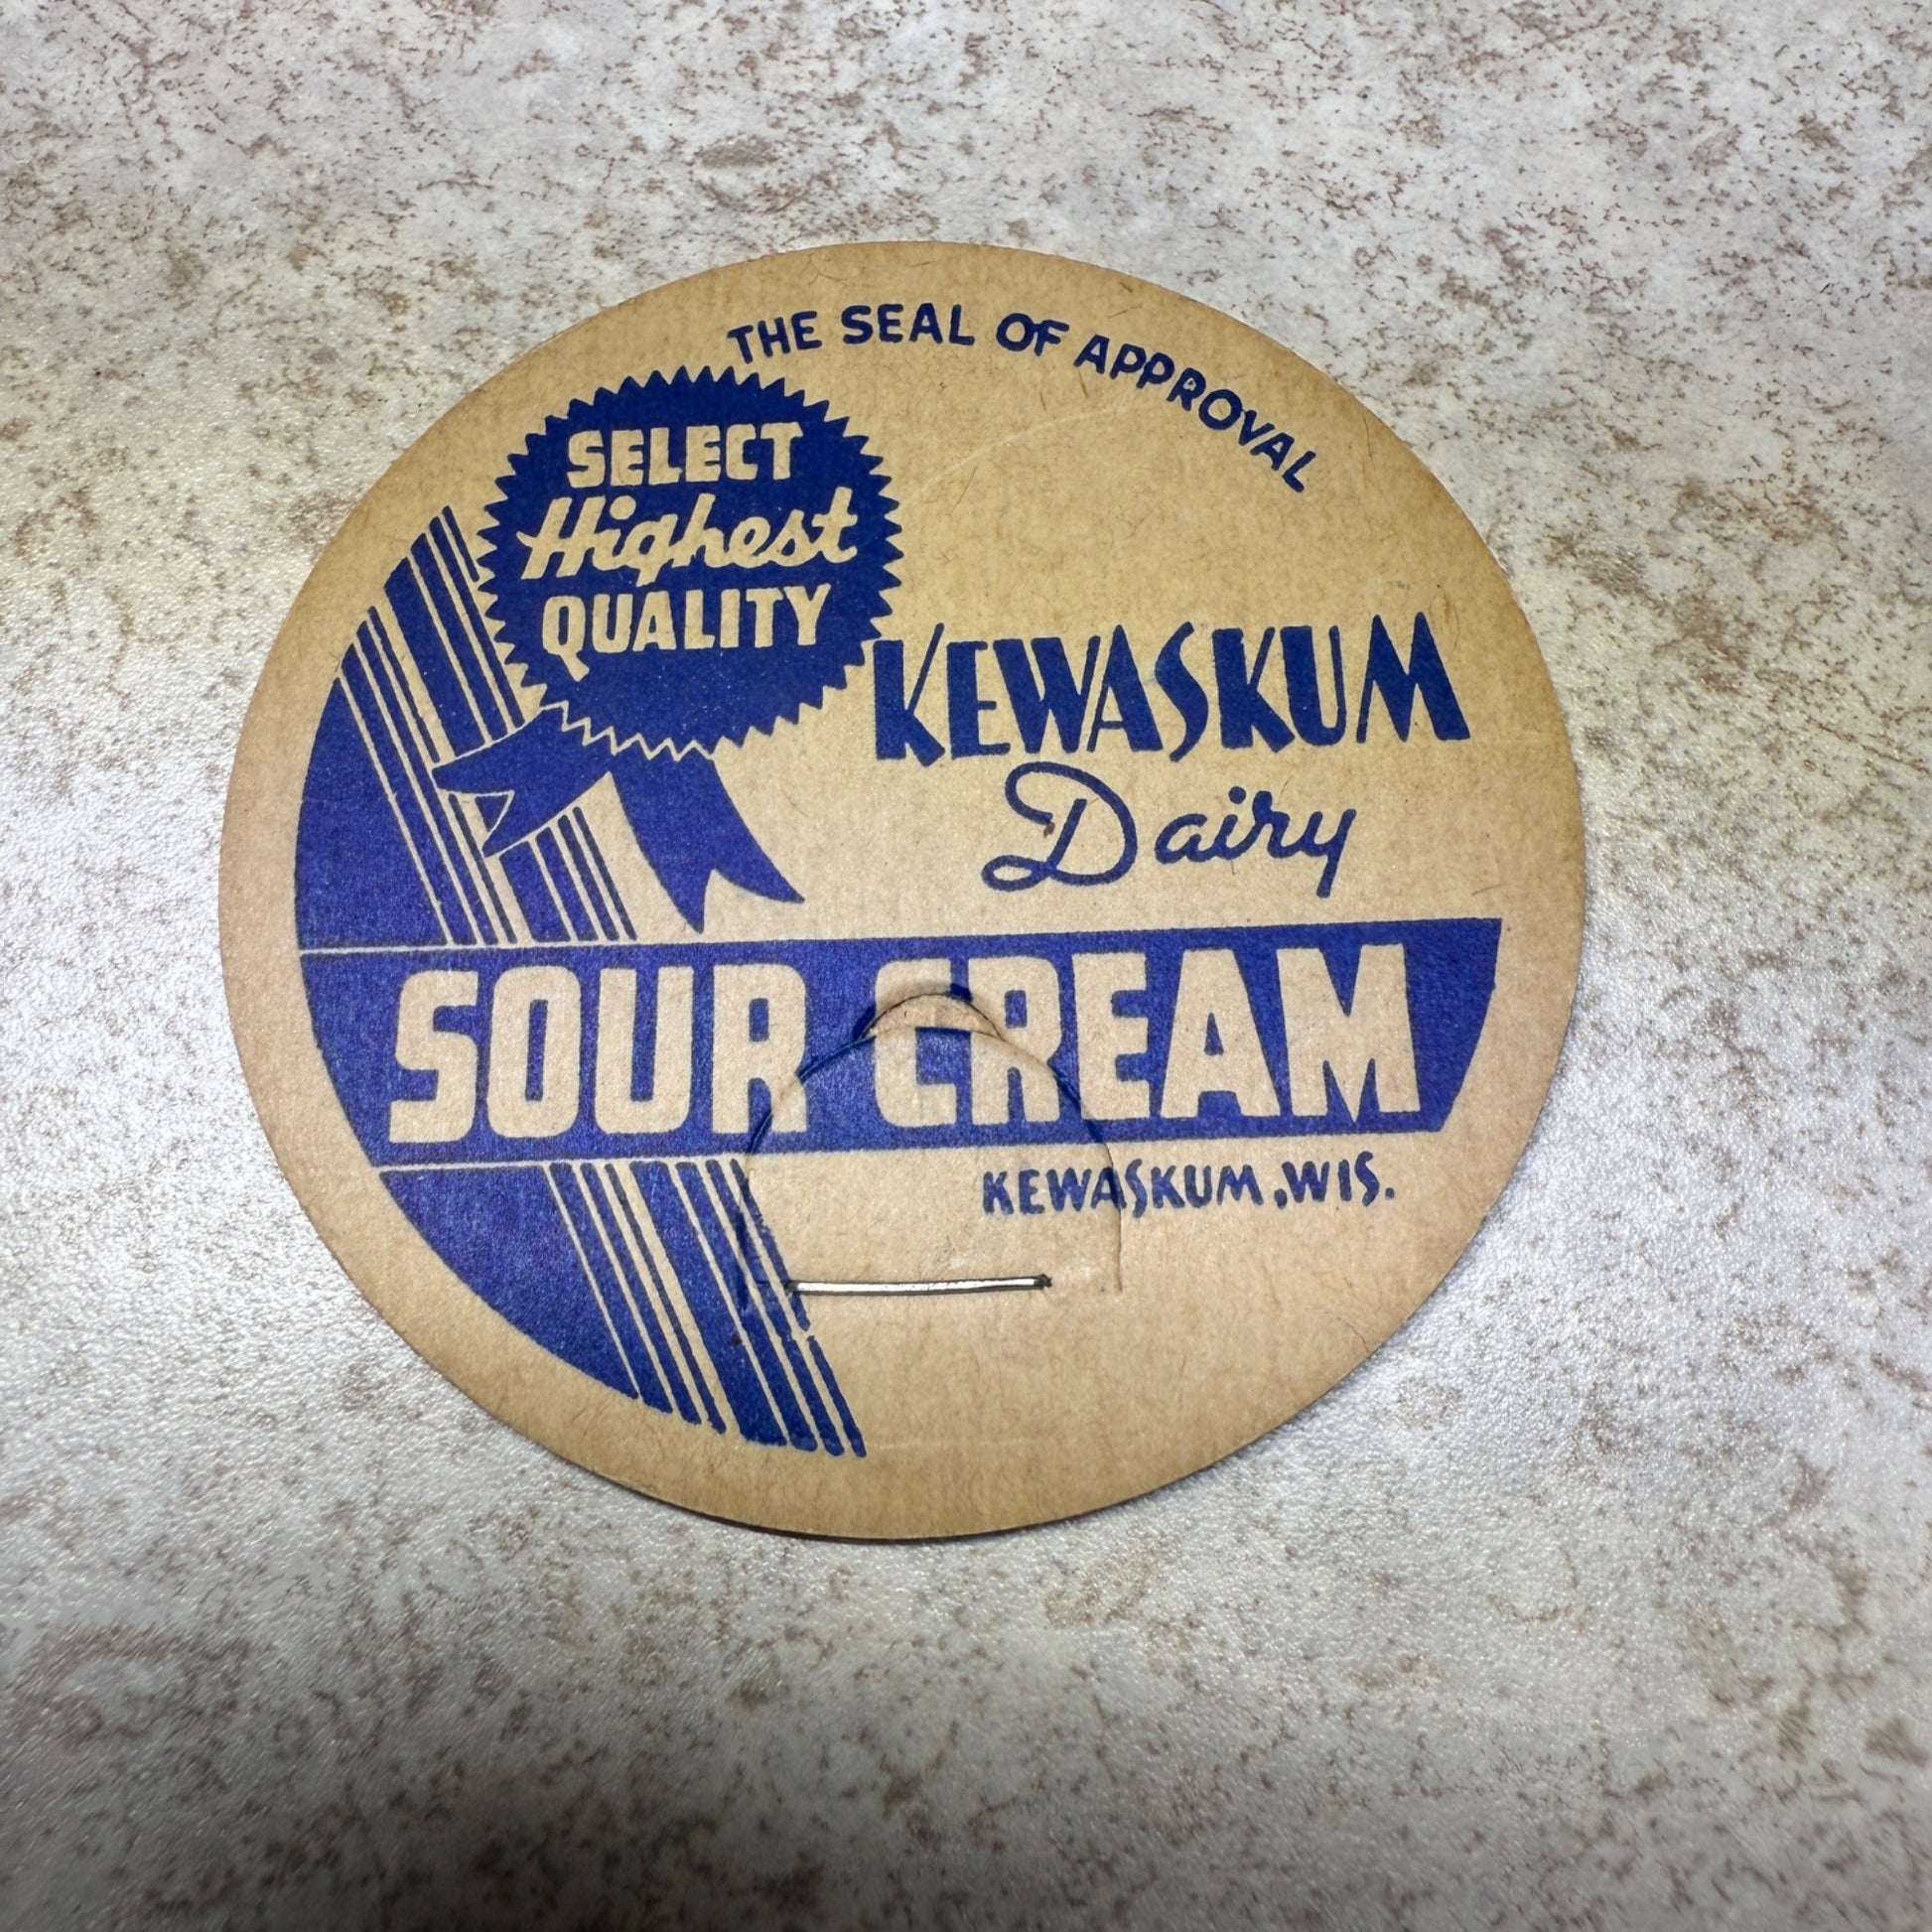 THE SEAL OF APPROVAL
SELECT
Highest
QUALITY
KEWASKUM
Dairy
SOUR CREAM
KEWASKUM, WIS.